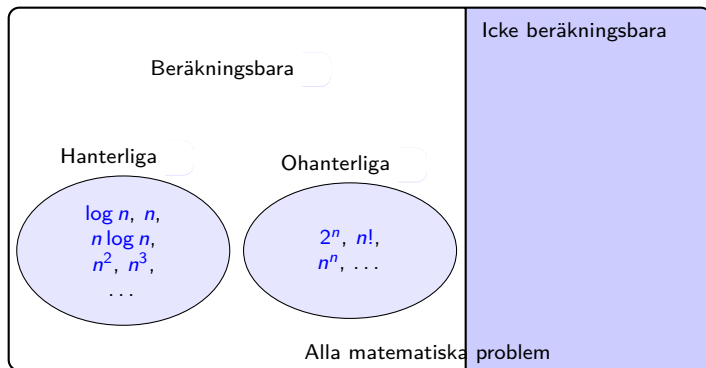 Icke beräkningsbara
Beräkningsbara
Hanterliga
Ohanterliga
log n, n,
n log n,
n², n³,
...
2ⁿ, n!,
nⁿ, ...
Alla matematiska problem